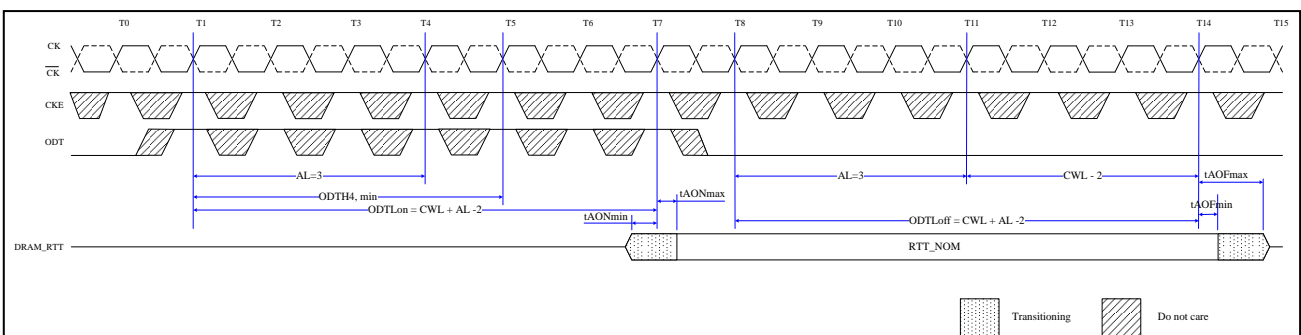 T0 T1 T2 T3 T4 T5 T6 T7 T8 T9 T10 T11 T12 T13 T14 T15
CK
CK
CKE
ODT
AL=3 AL=3 CWL - 2 tAOFmax
ODTH4, min tAONmax
ODTLon = CWL + AL -2 tAOFmin
tAONmin ODTLoff = CWL + AL -2
DRAM_RTT RTT_NOM
Transitioning Do not care